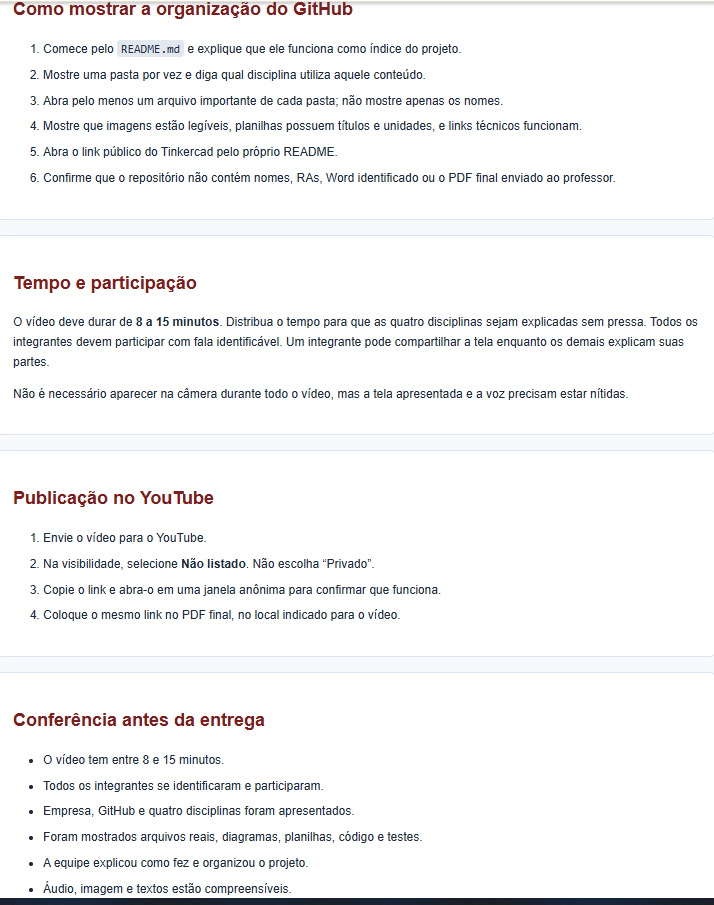 Como mostrar a organização do GitHub
1. Comece pelo README.md e explique que ele funciona como índice do projeto.
2. Mostre uma pasta por vez e diga qual disciplina utiliza aquele conteúdo.
3. Abra pelo menos um arquivo importante de cada pasta; não mostre apenas os nomes.
4. Mostre que imagens estão legíveis, planilhas possuem títulos e unidades, e links técnicos funcionam.
5. Abra o link público do Tinkercad pelo próprio README.
6. Confirme que o repositório não contém nomes, RAs, Word identificado ou o PDF final enviado ao professor.
Tempo e participação
O vídeo deve durar de 8 a 15 minutos. Distribua o tempo para que as quatro disciplinas sejam explicadas sem pressa. Todos os
integrantes devem participar com fala identificável. Um integrante pode compartilhar a tela enquanto os demais explicam suas
partes.
Não é necessário aparecer na câmera durante todo o vídeo, mas a tela apresentada e a voz precisam estar nítidas.
Publicação no YouTube
1. Envie o vídeo para o YouTube.
2. Na visibilidade, selecione Não listado. Não escolha “Privado”.
3. Copie o link e abra-o em uma janela anônima para confirmar que funciona.
4. Coloque o mesmo link no PDF final, no local indicado para o vídeo.
Conferência antes da entrega
• O vídeo tem entre 8 e 15 minutos.
• Todos os integrantes se identificaram e participaram.
• Empresa, GitHub e quatro disciplinas foram apresentados.
• Foram mostrados arquivos reais, diagramas, planilhas, código e testes.
• A equipe explicou como fez e organizou o projeto.
• Áudio, imagem e textos estão compreensíveis.